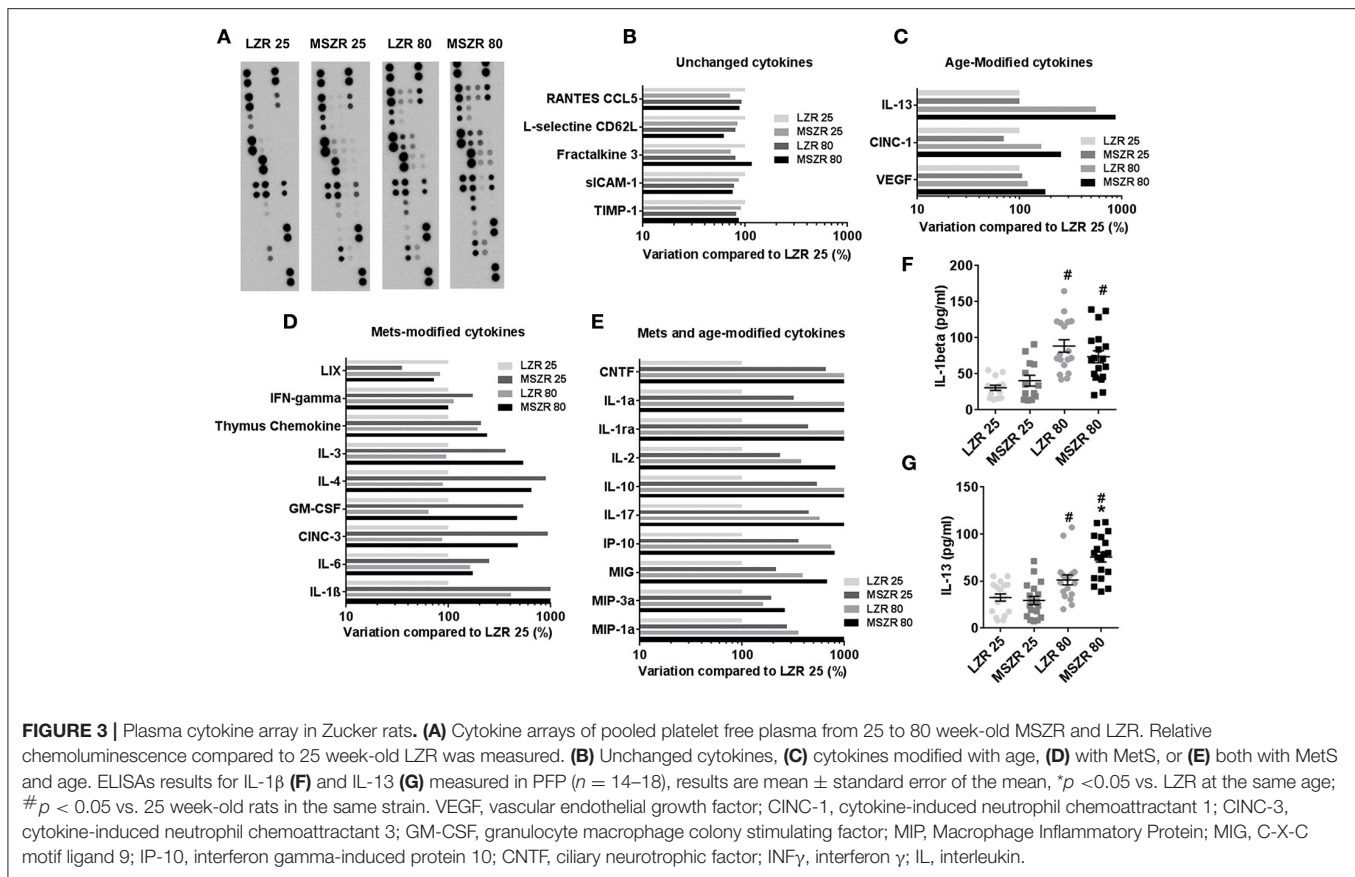 A
LZR 25 MSZR 25 LZR 80 MSZR 80
B
Unchanged cytokines
RANTES CCL5
L-selectine CD62L
Fractalkine 3
sICAM-1
TIMP-1
LZR 25
MSZR 25
LZR 80
MSZR 80
10 100 1000
Variation compared to LZR 25 (%)
C
Age-Modified cytokines
IL-13
CINC-1
VEGF
LZR 25
MSZR 25
LZR 80
MSZR 80
10 100 1000
Variation compared to LZR 25 (%)
D
Mets-modified cytokines
LIX
IFN-gamma
Thymus Chemokine
IL-3
IL-4
GM-CSF
CINC-3
IL-6
IL-1ß
LZR 25
MSZR 25
LZR 80
MSZR 80
10 100 1000
Variation compared to LZR 25 (%)
E
Mets and age-modified cytokines
CNTF
IL-1a
IL-1ra
IL-2
IL-10
IL-17
IP-10
MIG
MIP-3a
MIP-1a
LZR 25
MSZR 25
LZR 80
MSZR 80
10 100 1000
Variation compared to LZR 25 (%)
F
IL-1beta (pg/ml)
200
150
100
50
0
# #
LZR 25 MSZR 25 LZR 80 MSZR 80
G
IL-13 (pg/ml)
150
100
50
0
# # *
LZR 25 MSZR 25 LZR 80 MSZR 80
FIGURE 3 | Plasma cytokine array in Zucker rats. (A) Cytokine arrays of pooled platelet free plasma from 25 to 80 week-old MSZR and LZR. Relative
chemoluminescence compared to 25 week-old LZR was measured. (B) Unchanged cytokines, (C) cytokines modified with age, (D) with MetS, or (E) both with MetS
and age. ELISAs results for IL-1β (F) and IL-13 (G) measured in PFP (n = 14–18), results are mean ± standard error of the mean, *p <0.05 vs. LZR at the same age;
#p < 0.05 vs. 25 week-old rats in the same strain. VEGF, vascular endothelial growth factor; CINC-1, cytokine-induced neutrophil chemoattractant 1; CINC-3,
cytokine-induced neutrophil chemoattractant 3; GM-CSF, granulocyte macrophage colony stimulating factor; MIP, Macrophage Inflammatory Protein; MIG, C-X-C
motif ligand 9; IP-10, interferon gamma-induced protein 10; CNTF, ciliary neurotrophic factor; INFγ, interferon γ; IL, interleukin.